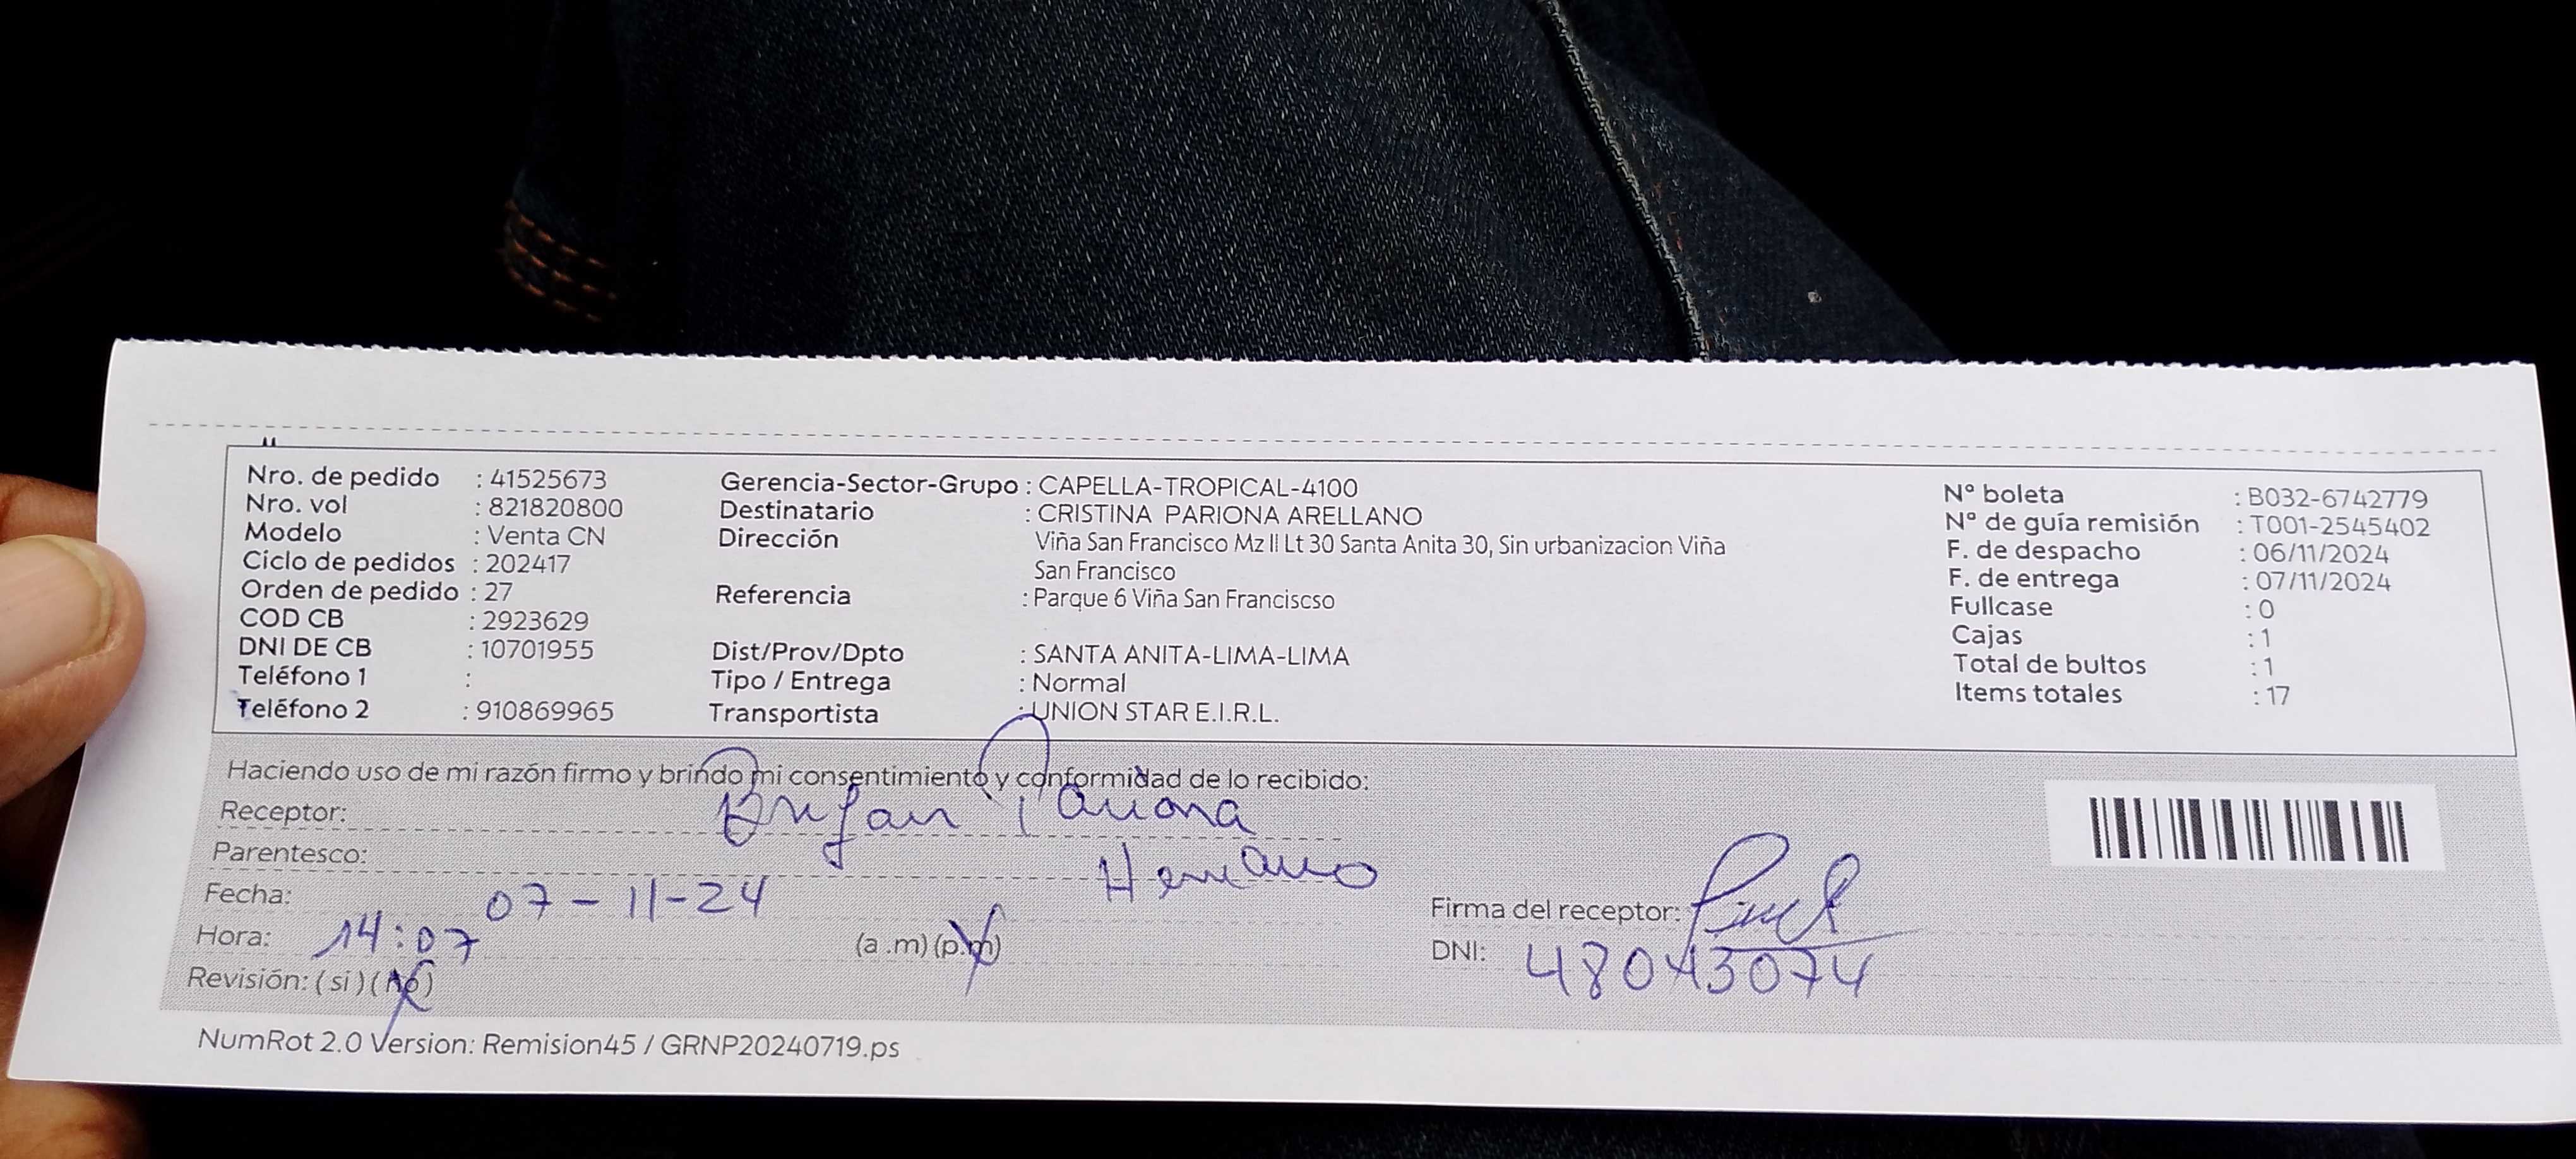 Nro. de pedido : 41525673
Nro. vol : 821820800
Modelo : Venta CN
Ciclo de pedidos : 202417
Orden de pedido : 27
COD CB : 2923629
DNI DE CB : 10701955
Teléfono 1 :
Teléfono 2 : 910869965
Gerencia-Sector-Grupo : CAPELLA-TROPICAL-4100
Destinatario : CRISTINA PARIONA ARELLANO
Dirección Viña San Francisco Mz II Lt 30 Santa Anita 30, Sin urbanizacion Viña
San Francisco
Referencia : Parque 6 Viña San Franciscso
Dist/Prov/Dpto : SANTA ANITA-LIMA-LIMA
Tipo / Entrega : Normal
Transportista : UNION STAR E.I.R.L.
N° boleta : B032-6742779
N° de guía remisión : T001-2545402
F. de despacho : 06/11/2024
F. de entrega : 07/11/2024
Fullcase : 0
Cajas : 1
Total de bultos : 1
Items totales : 17
Haciendo uso de mi razón firmo y brindo mi consentimiento y conformidad de lo recibido:
Receptor: Pariona
Parentesco: Hermano
Fecha: 07-11-24
Hora: 14:07 (a .m) (p.m)
Revisión: ( si ) ( no )
Firma del receptor:
DNI:
NumRot 2.0 Version: Remision45 / GRNP20240719.ps